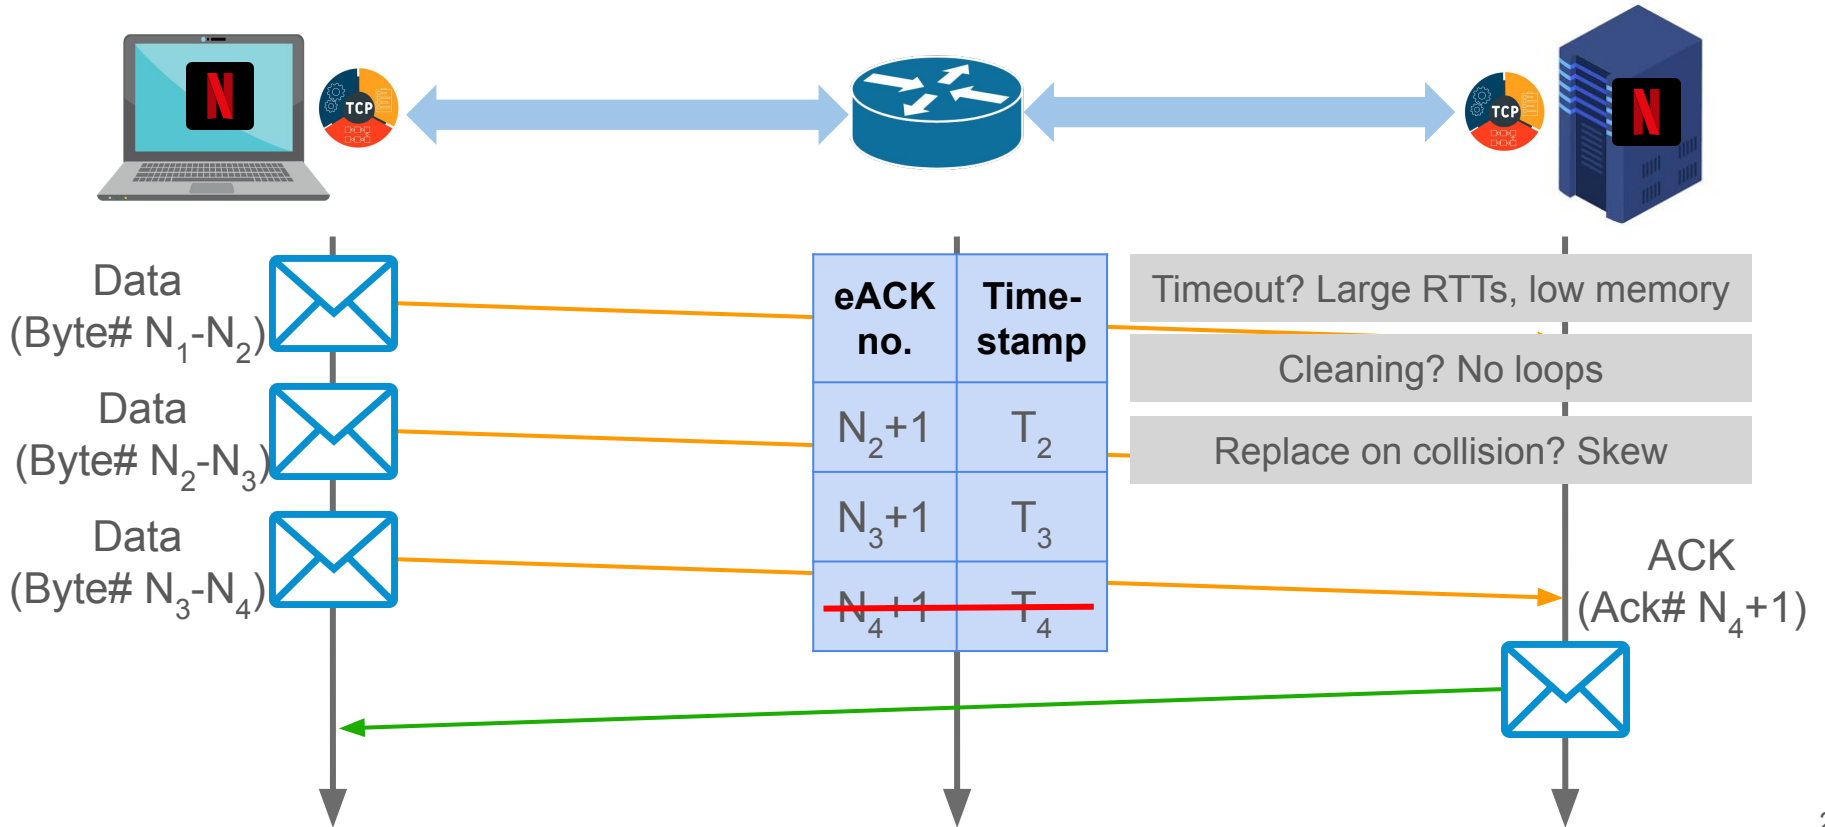 N
TCP
TCP
N
Data
(Byte# N₁-N₂)
Data
(Byte# N₂-N₃)
Data
(Byte# N₃-N₄)
eACK no. Time-stamp
N₂+1 T₂
N₃+1 T₃
N₄+1 T₄
Timeout? Large RTTs, low memory
Cleaning? No loops
Replace on collision? Skew
ACK
(Ack# N₄+1)